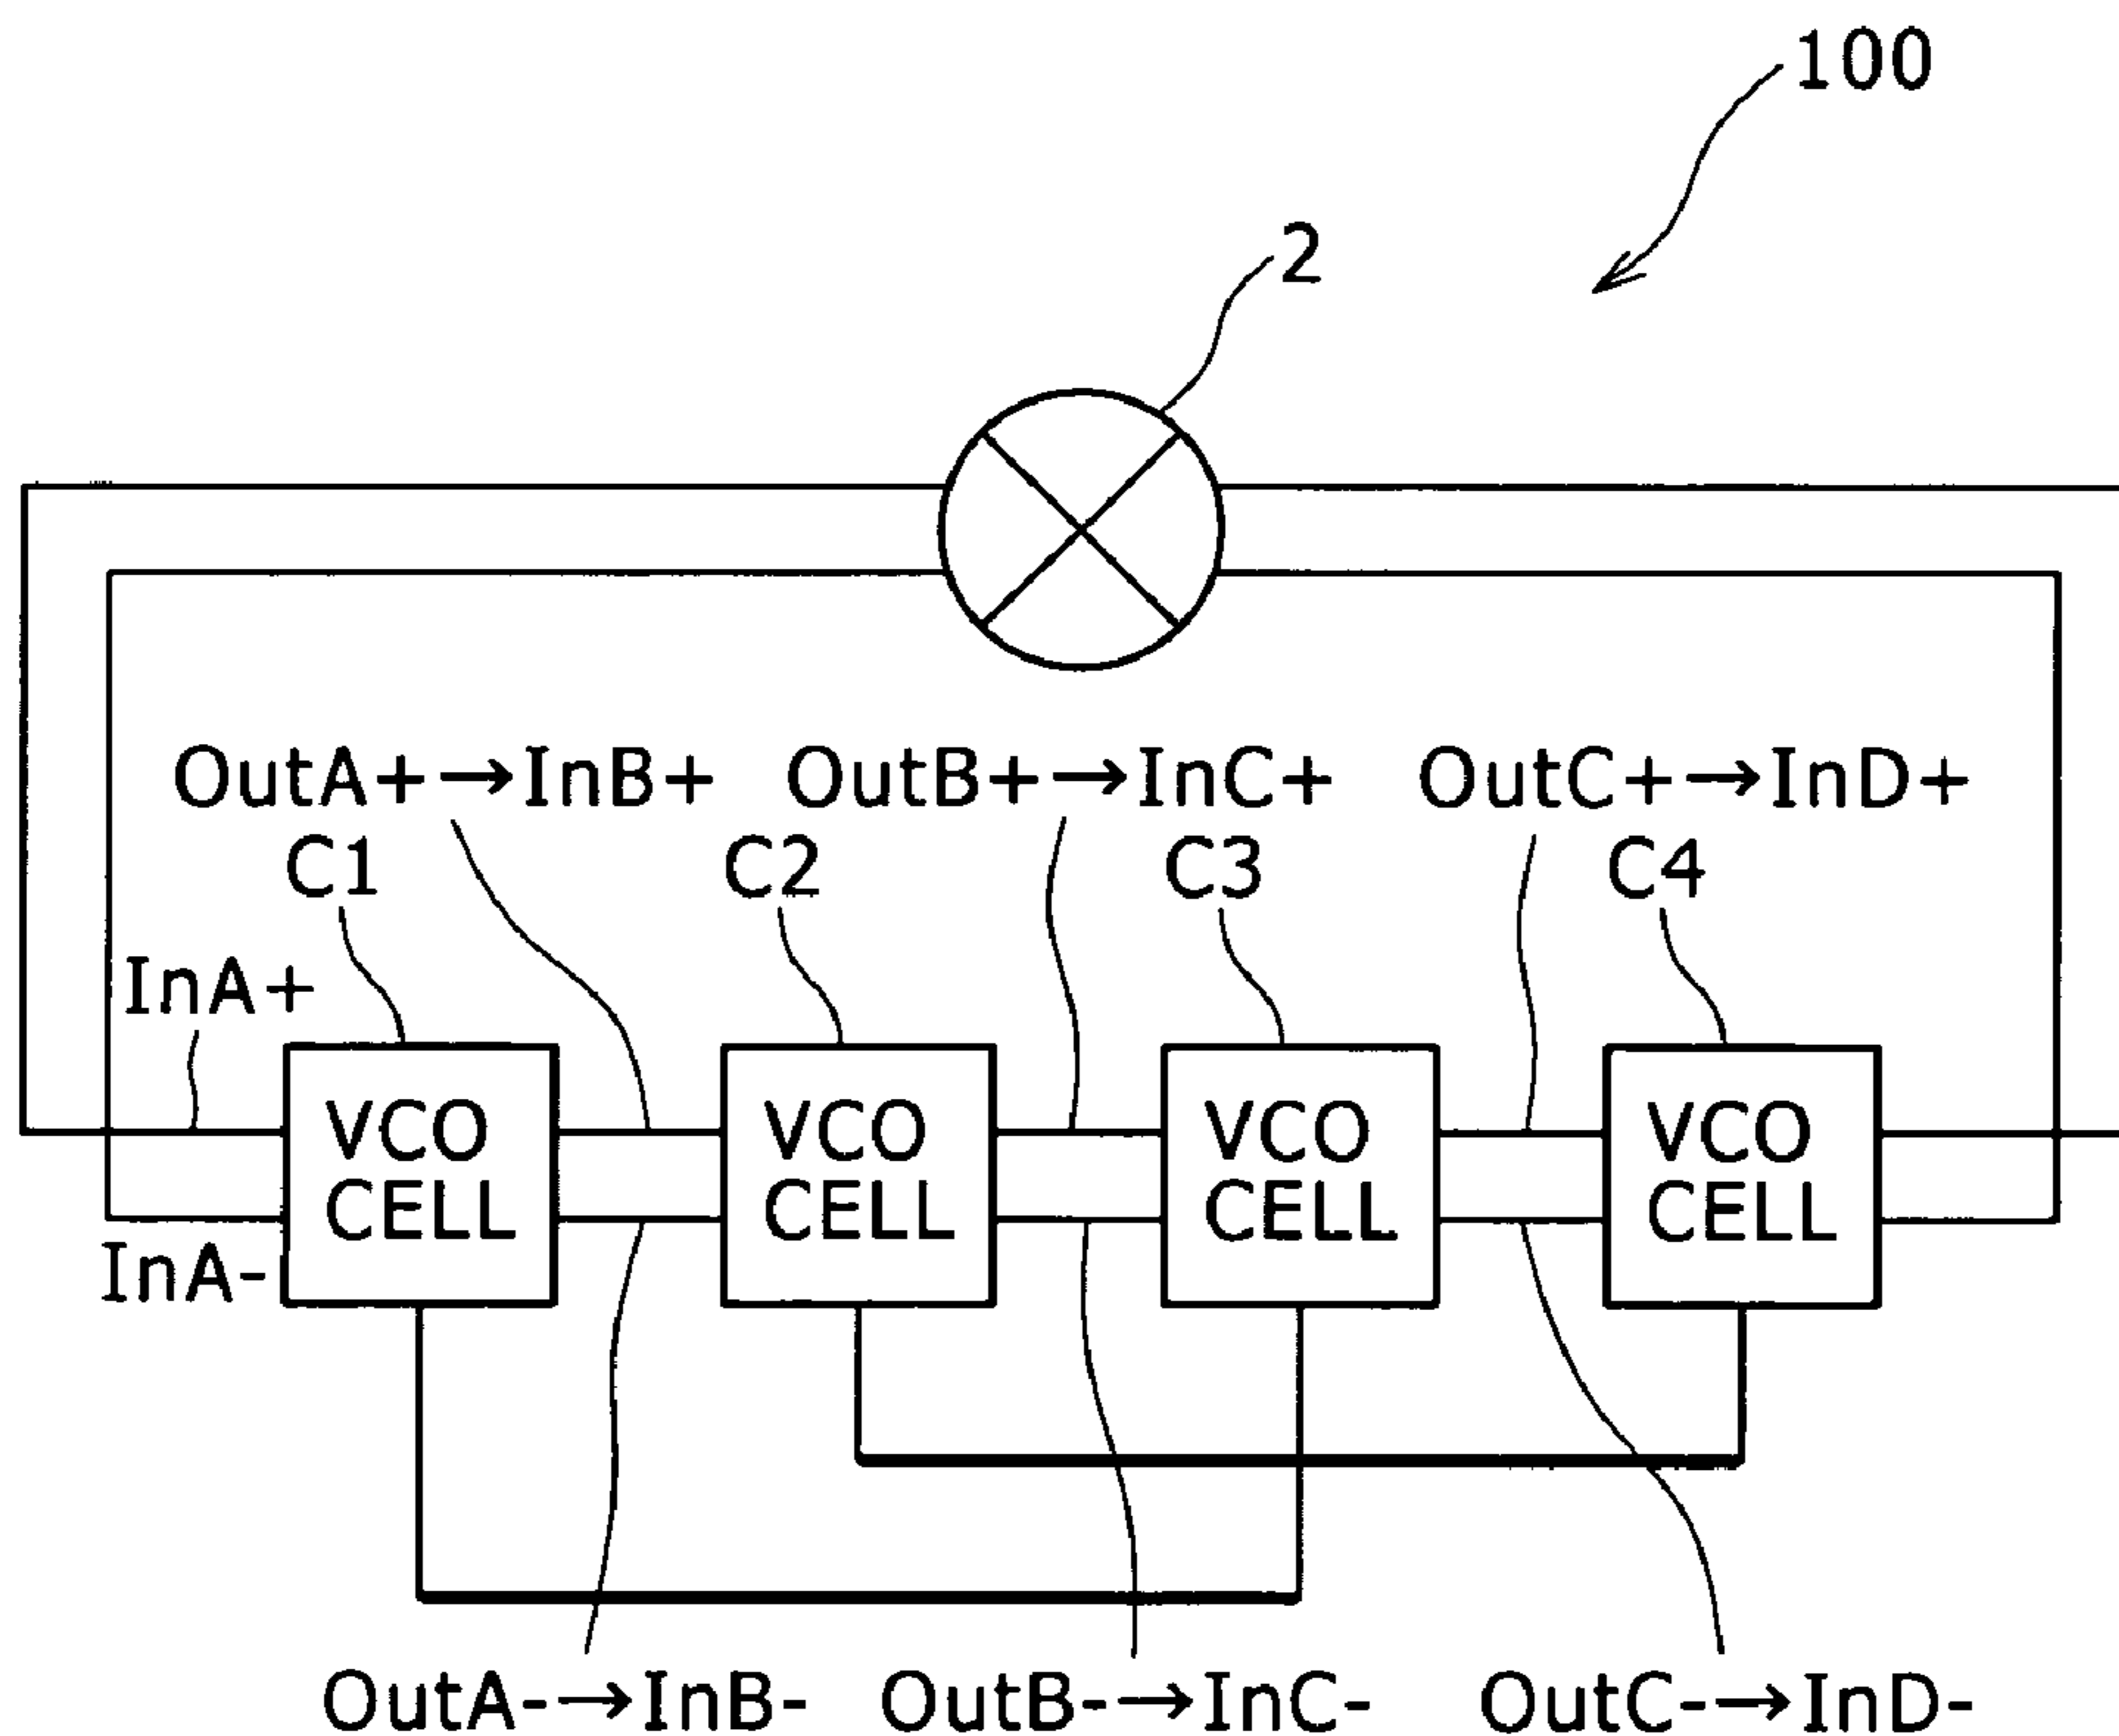 100
2
OutA+→InB+ OutB+→InC+ OutC+→InD+
C1 C2 C3 C4
InA+
VCO VCO VCO VCO
CELL CELL CELL CELL
InA-
OutA-→InB- OutB-→InC- OutC-→InD-